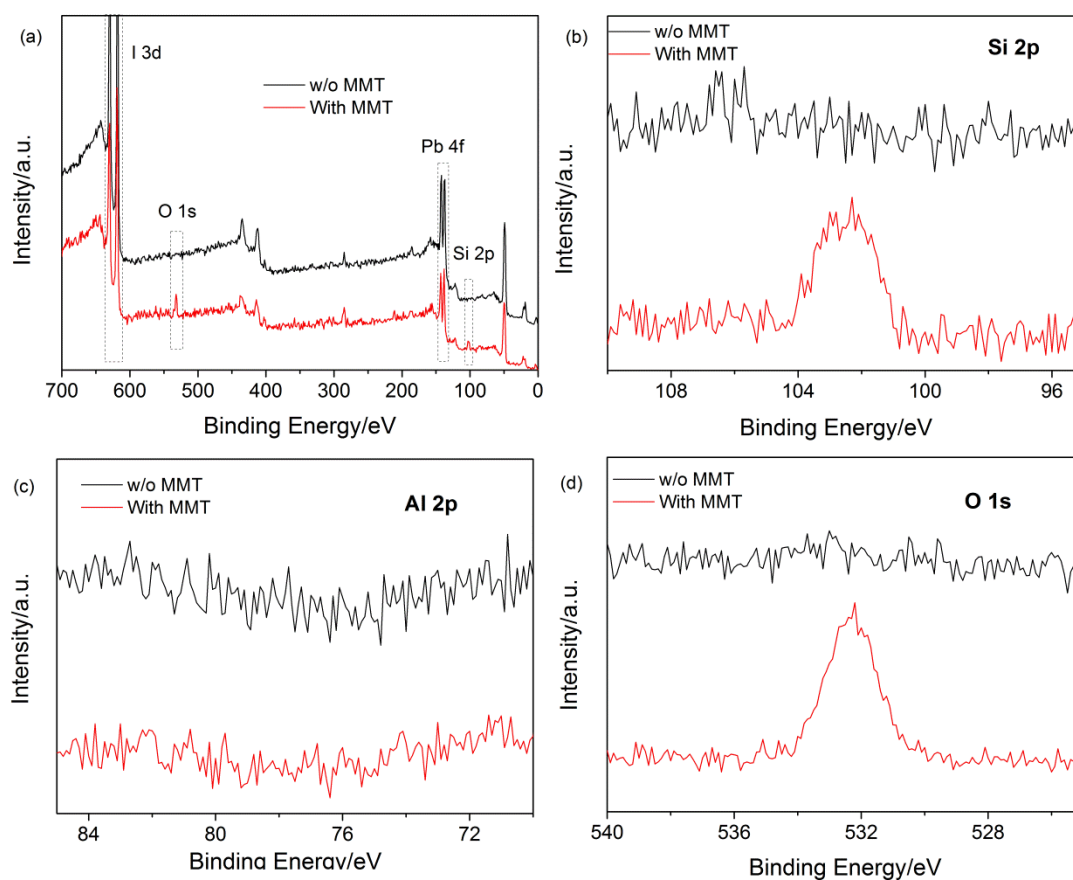 (a)
I 3d
w/o MMT
With MMT
Pb 4f
O 1s
Si 2p
Intensity/a.u.
700 600 500 400 300 200 100 0
Binding Energy/eV
(b)
w/o MMT
With MMT
Si 2p
Intensity/a.u.
108 104 100 96
Binding Energy/eV
(c)
w/o MMT
With MMT
Al 2p
Intensity/a.u.
84 80 76 72
Binding Energy/eV
(d)
w/o MMT
With MMT
O 1s
Intensity/a.u.
540 536 532 528
Binding Energy/eV